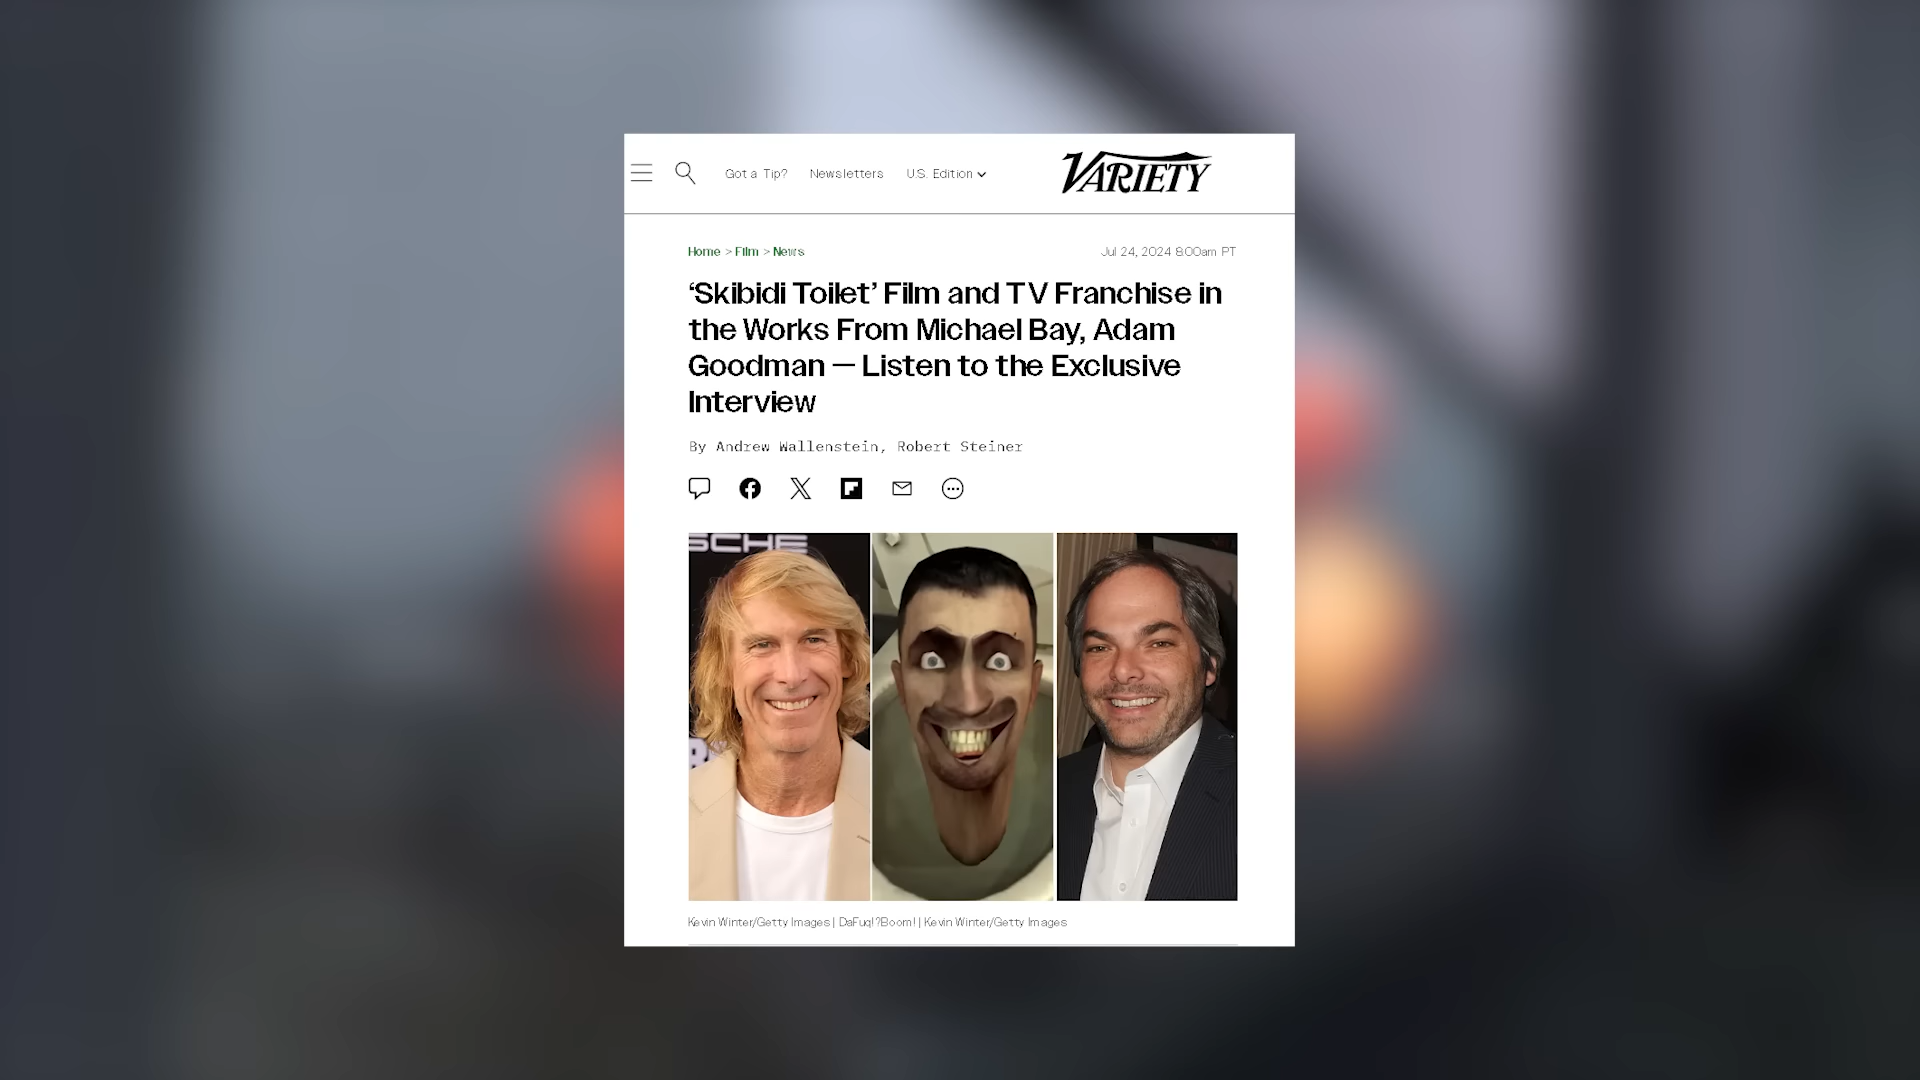 Got a Tip? Newsletters U.S. Edition VARIETY
Home > Film > News Jul 24, 2024 8:00am PT
‘Skibidi Toilet’ Film and TV Franchise in
the Works From Michael Bay, Adam
Goodman — Listen to the Exclusive
Interview
By Andrew Wallenstein, Robert Steiner
SCHE
Kevin Winter/Getty Images | DaFuq!?Boom! | Kevin Winter/Getty Images